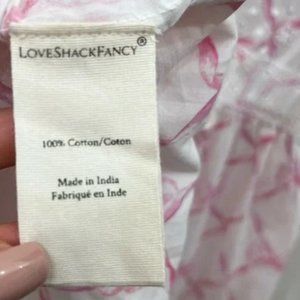 LOVESHACKFANCY®
100% Cotton/Coton
Made in India
Fabriqué en Inde